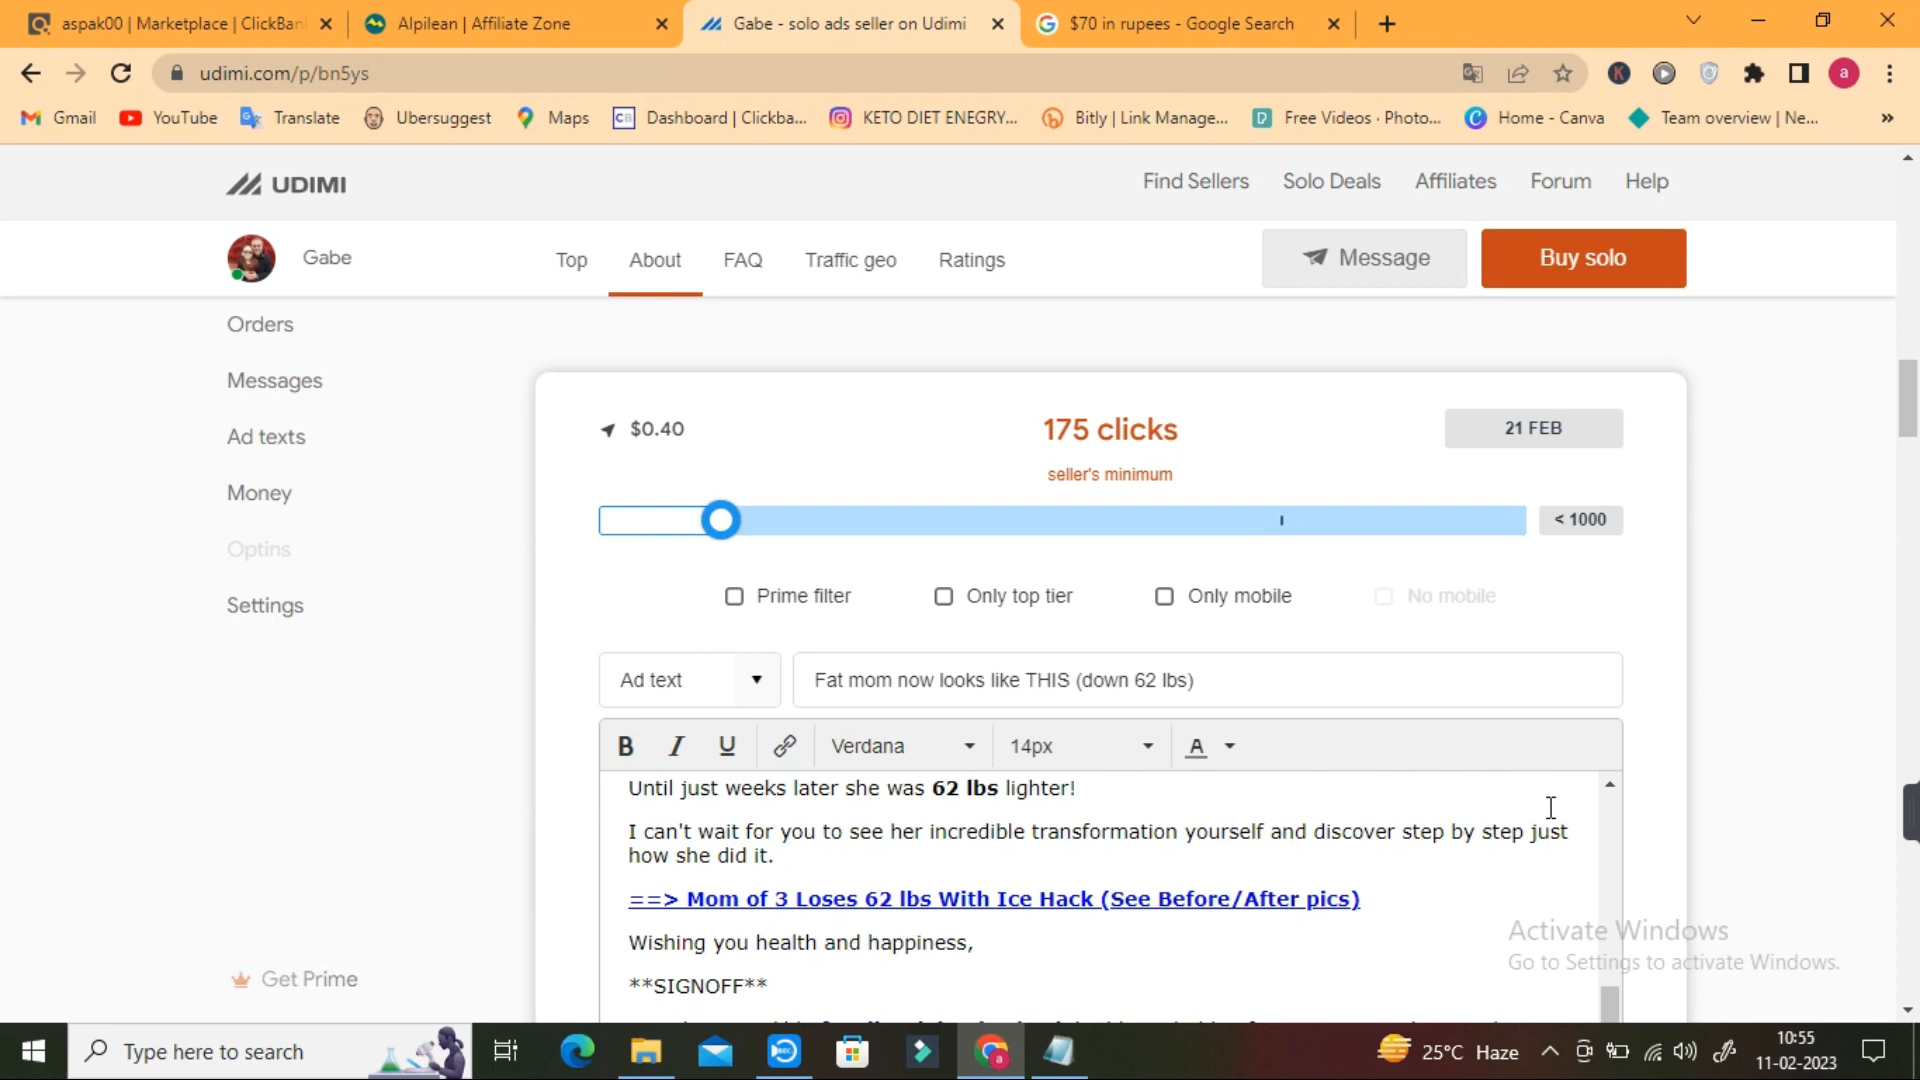 aspak00 | Marketplace | ClickBan
Alpilean | Affiliate Zone
Gabe - solo ads seller on Udimi
$70 in rupees - Google Search
udimi.com/p/bn5ys
Gmail
YouTube
Translate
Ubersuggest
Maps
Dashboard | Clickba...
KETO DIET ENEGRY...
Bitly | Link Manage...
Free Videos · Photo...
Home - Canva
Team overview | Ne...
UDIMI
Find Sellers
Solo Deals
Affiliates
Forum
Help
Gabe
Top
About
FAQ
Traffic geo
Ratings
Message
Buy solo
Orders
Messages
Ad texts
Money
Optins
Settings
Get Prime
$0.40
175 clicks
21 FEB
seller's minimum
< 1000
Prime filter
Only top tier
Only mobile
No mobile
Ad text
Fat mom now looks like THIS (down 62 lbs)
B I U
Verdana
14px
A
Until just weeks later she was 62 lbs lighter!
I can't wait for you to see her incredible transformation yourself and discover step by step just
how she did it.
==> Mom of 3 Loses 62 lbs With Ice Hack (See Before/After pics)
Wishing you health and happiness,
**SIGNOFF**
Activate Windows
Go to Settings to activate Windows.
Type here to search
25°C Haze
10:55
11-02-2023